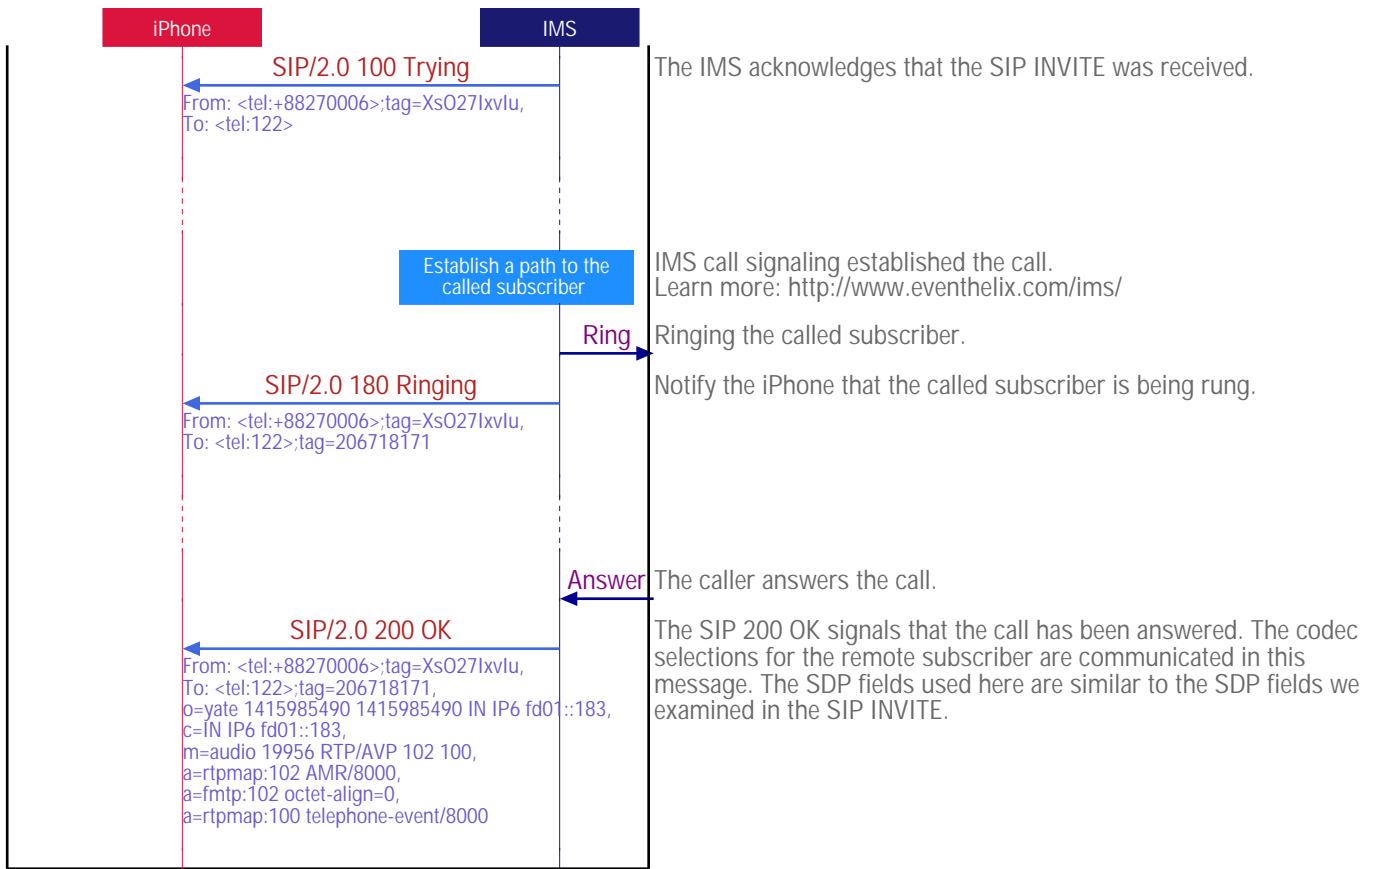 iPhone
IMS
SIP/2.0 100 Trying
The IMS acknowledges that the SIP INVITE was received.
From: <tel:+88270006>;tag=XsO27IxvIu,
To: <tel:122>
Establish a path to the
called subscriber
IMS call signaling established the call.
Learn more: http://www.eventhelix.com/ims/
Ring
Ringing the called subscriber.
SIP/2.0 180 Ringing
Notify the iPhone that the called subscriber is being rung.
From: <tel:+88270006>;tag=XsO27IxvIu,
To: <tel:122>;tag=206718171
Answer
The caller answers the call.
SIP/2.0 200 OK
The SIP 200 OK signals that the call has been answered. The codec
selections for the remote subscriber are communicated in this
message. The SDP fields used here are similar to the SDP fields we
examined in the SIP INVITE.
From: <tel:+88270006>;tag=XsO27IxvIu,
To: <tel:122>;tag=206718171,
o=yate 1415985490 1415985490 IN IP6 fd01::183,
c=IN IP6 fd01::183,
m=audio 19956 RTP/AVP 102 100,
a=rtpmap:102 AMR/8000,
a=fmtp:102 octet-align=0,
a=rtpmap:100 telephone-event/8000